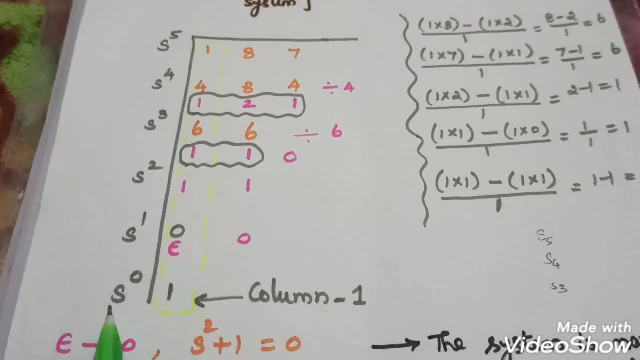 system]
s⁵ 1 8 7
s⁴ 4 8 4 ÷ 4
1 2 1
s³ 6 6 ÷ 6
1 1 0
s² 1 1
s¹ 0
ε 0
s⁰ 1 ← Column-1
s²+1 = 0 → The system is
(1×8) − (1×2) / 1 = 8−2 / 1 = 6
(1×7) − (1×1) / 1 = 7−1 / 1 = 6
(1×2) − (1×1) / 1 = 2−1 = 1
(1×1) − (1×0) / 1 = 1/1 = 1
(1×1) − (1×1) / 1 = 1−1 =
S5
S4
S3
Made with
VivaVideo